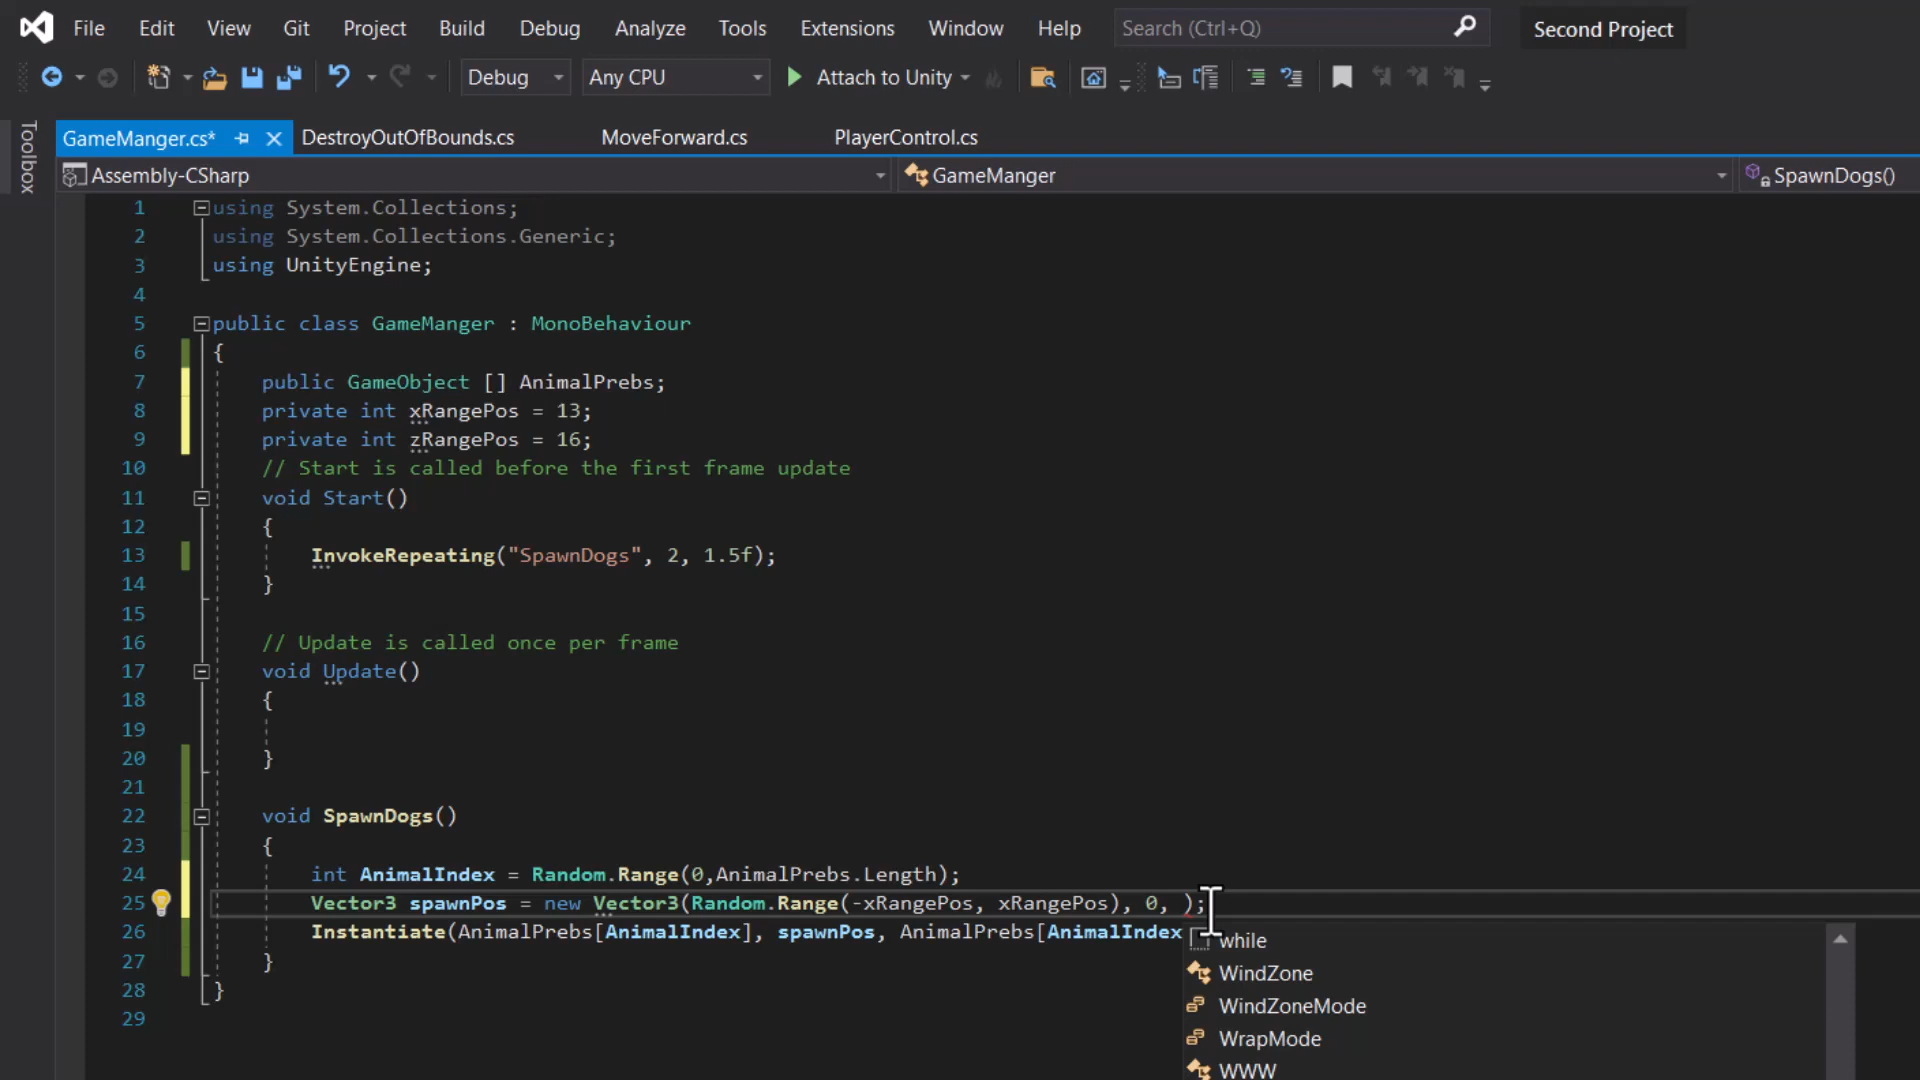 File Edit View Git Project Build Debug Analyze Tools Extensions Window Help Search (Ctrl+Q) Second Project
Debug Any CPU Attach to Unity
Toolbox
GameManger.cs* DestroyOutOfBounds.cs MoveForward.cs PlayerControl.cs
Assembly-CSharp GameManger SpawnDogs()
1 using System.Collections;
2 using System.Collections.Generic;
3 using UnityEngine;
4
5 public class GameManger : MonoBehaviour
6 {
7 public GameObject [] AnimalPrebs;
8 private int xRangePos = 13;
9 private int zRangePos = 16;
10 // Start is called before the first frame update
11 void Start()
12 {
13 InvokeRepeating("SpawnDogs", 2, 1.5f);
14 }
15
16 // Update is called once per frame
17 void Update()
18 {
19
20 }
21
22 void SpawnDogs()
23 {
24 int AnimalIndex = Random.Range(0,AnimalPrebs.Length);
25 Vector3 spawnPos = new Vector3(Random.Range(-xRangePos, xRangePos), 0, );
26 Instantiate(AnimalPrebs[AnimalIndex], spawnPos, AnimalPrebs[AnimalIndex
27 }
28 }
29
while
WindZone
WindZoneMode
WrapMode
WWW